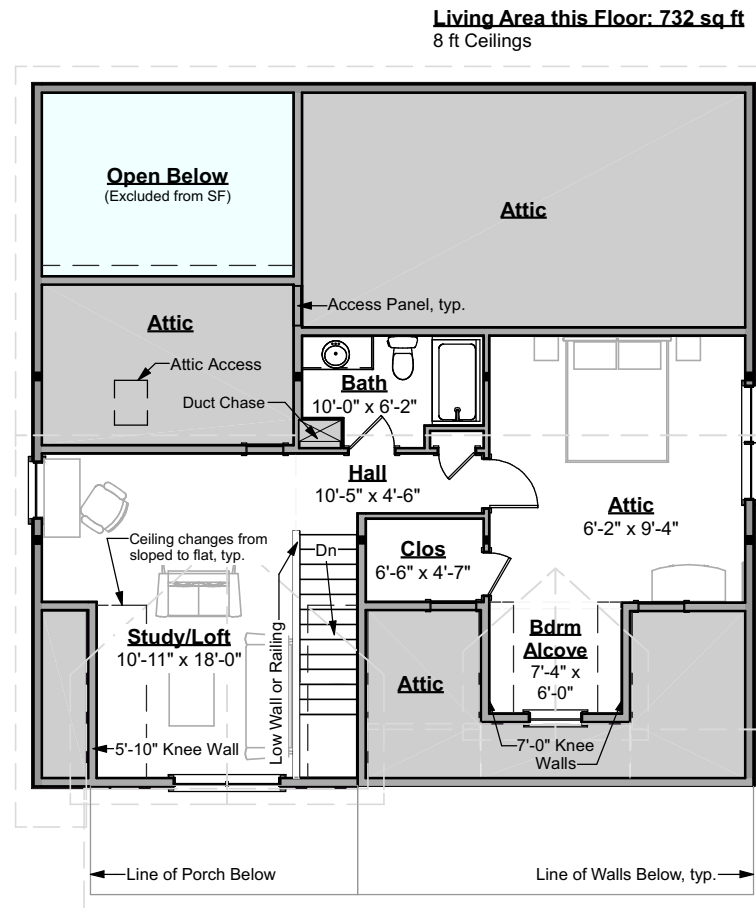 Living Area this Floor: 732 sq ft
8 ft Ceilings
Open Below
(Excluded from SF)
Attic
Access Panel, typ.
Attic
Attic Access
Duct Chase
Bath
10'-0" x 6'-2"
Hall
10'-5" x 4'-6"
Attic
6'-2" x 9'-4"
Ceiling changes from
sloped to flat, typ.
Dn
Clos
6'-6" x 4'-7"
Study/Loft
10'-11" x 18'-0"
Low Wall or Railing
Bdrm
Alcove
7'-4" x
6'-0"
Attic
5'-10" Knee Wall
7'-0" Knee
Walls
Line of Porch Below
Line of Walls Below, typ.